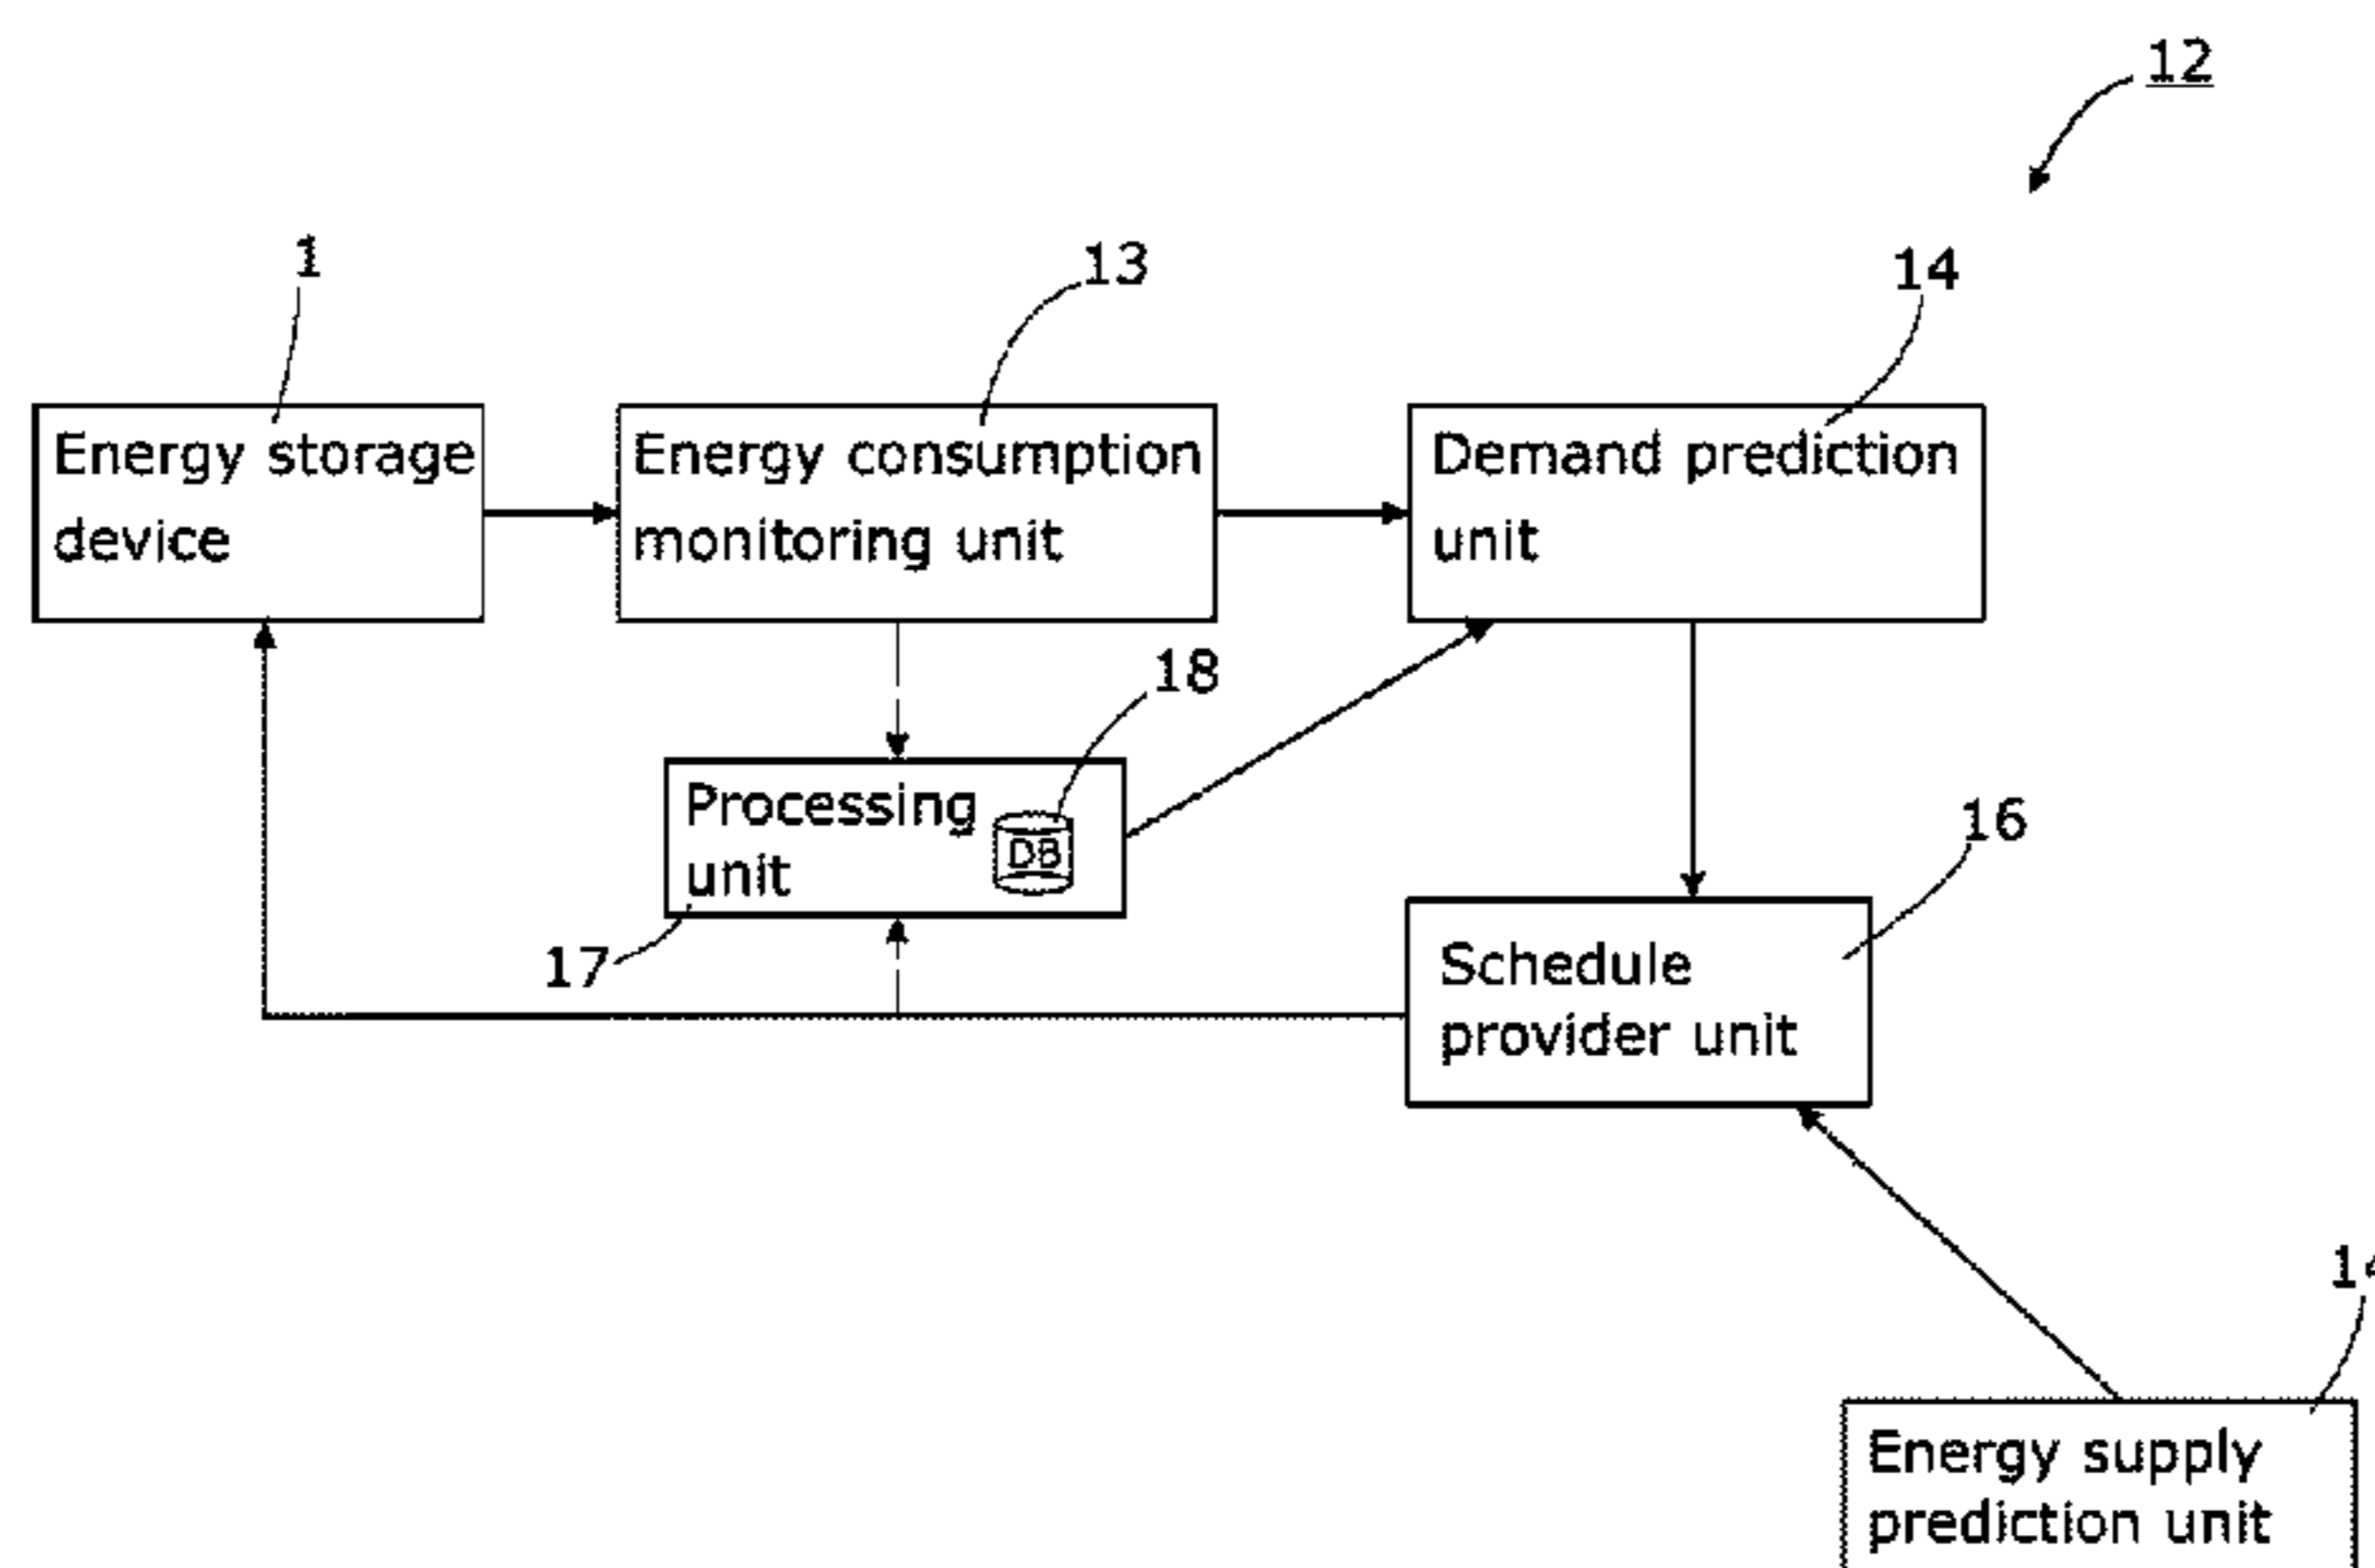 12
1
13
14
Energy storage
device
Energy consumption
monitoring unit
Demand prediction
unit
18
Processing
unit
DB
16
17
Schedule
provider unit
14
Energy supply
prediction unit